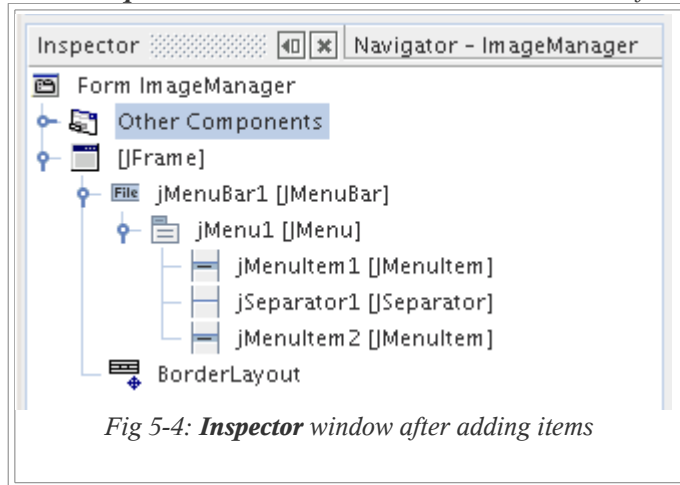 Inspector Navigator - ImageManager
Form ImageManager
Other Components
[JFrame]
File jMenuBar1 [JMenuBar]
jMenu1 [JMenu]
jMenuItem1 [JMenuItem]
jSeparator1 [JSeparator]
jMenuItem2 [JMenuItem]
BorderLayout
Fig 5-4: Inspector window after adding items